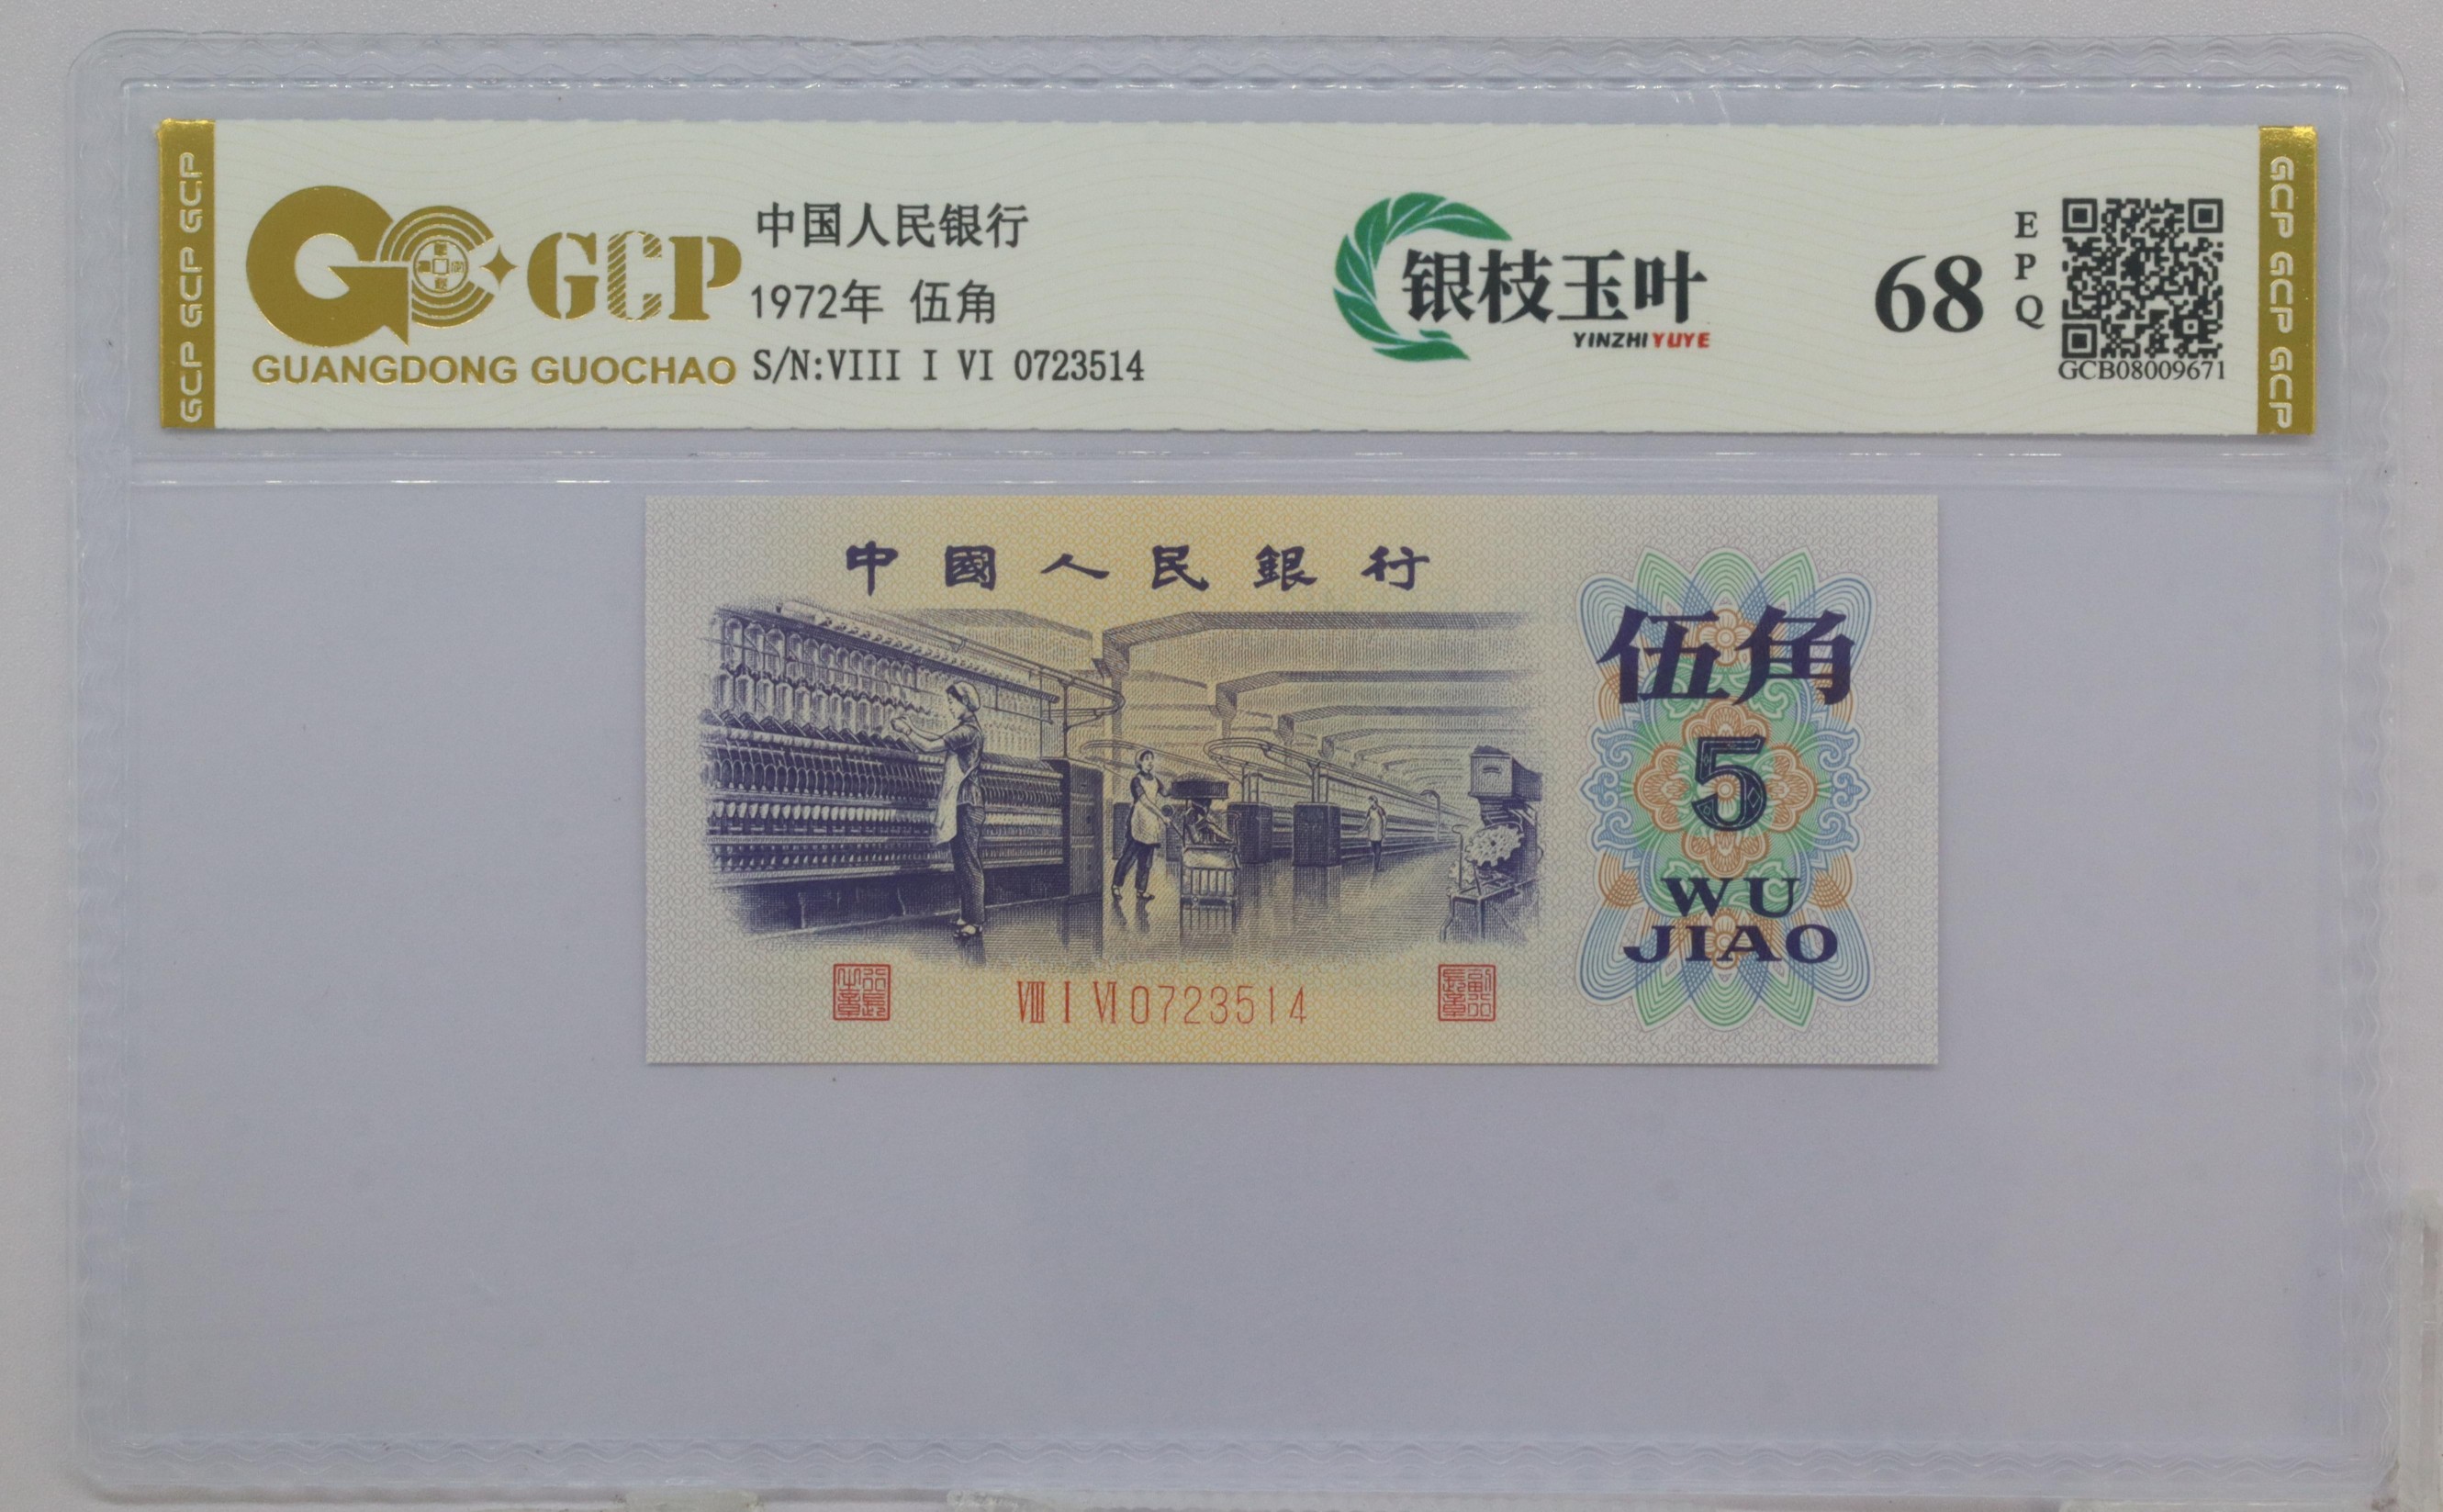 GCP GCP GCP
GCP
GUANGDONG GUOCHAO
中国人民银行
1972年 伍角
S/N:VIII I VI 0723514
银枝玉叶
YINZHIYUYE
68
EPQ
GCB08009671
GCP GCP GCP
中國人民銀行
伍角
5
WU
JIAO
VIII I VI 0723514